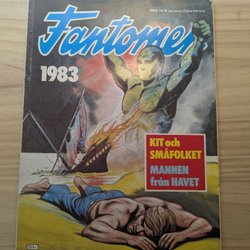 Fantomen
1983
KIT och
SMÅFOLKET
MANNEN
från HAVET